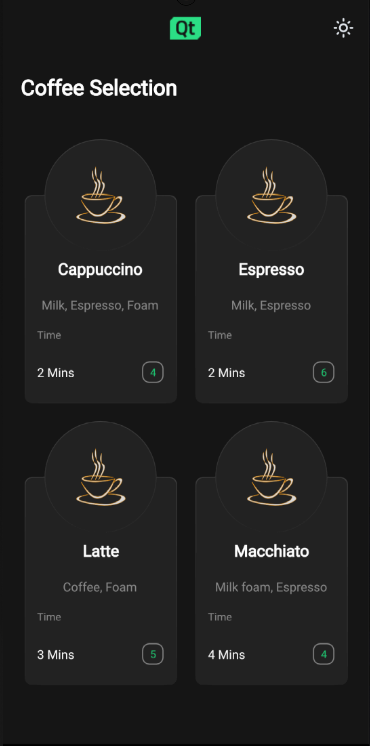 Qt
Coffee Selection
Cappuccino
Milk, Espresso, Foam
Time
2 Mins
4
Espresso
Milk, Espresso
Time
2 Mins
6
Latte
Coffee, Foam
Time
3 Mins
5
Macchiato
Milk foam, Espresso
Time
4 Mins
4